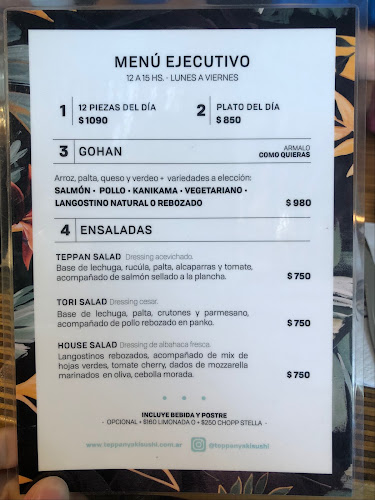 MENÚ EJECUTIVO
12 A 15 HS. - LUNES A VIERNES
1 12 PIEZAS DEL DÍA
$ 1090
2 PLATO DEL DÍA
$ 850
3 GOHAN
ARMALO
COMO QUIERAS
Arroz, palta, queso y verdeo + variedades a elección:
SALMÓN • POLLO • KANIKAMA • VEGETARIANO •
LANGOSTINO NATURAL O REBOZADO $ 980
4 ENSALADAS
TEPPAN SALAD Dressing acevichado.
Base de lechuga, rucúla, palta, alcaparras y tomate,
acompañado de salmón sellado a la plancha. $ 750
TORI SALAD Dressing cesar.
Base de lechuga, palta, crutones y parmesano,
acompañado de pollo rebozado en panko. $ 750
HOUSE SALAD Dressing de albahaca fresca.
Langostinos rebozados, acompañado de mix de
hojas verdes, tomate cherry, dados de mozzarella
marinados en oliva, cebolla morada. $ 750
INCLUYE BEBIDA Y POSTRE
- OPCIONAL + $160 LIMONADA O + $250 CHOPP STELLA -
www.teppanyakisushi.com.ar @teppanyakisushi